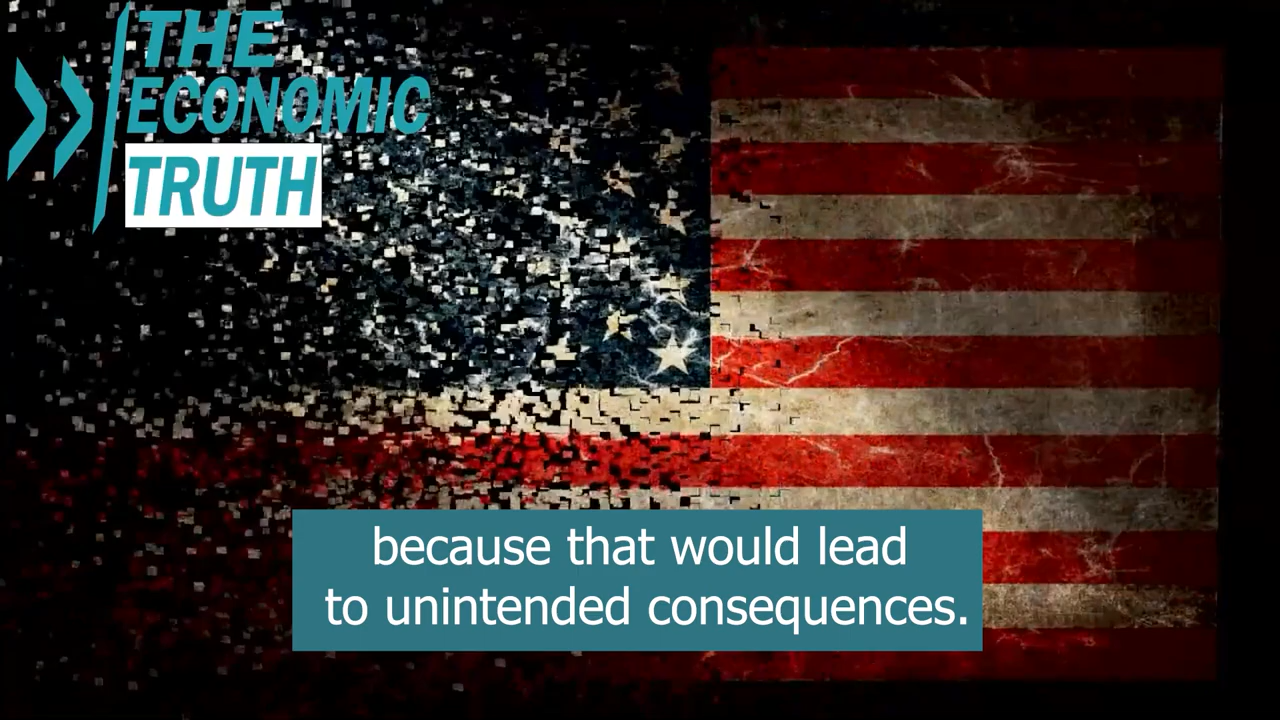 THE
ECONOMIC
TRUTH
because that would lead
to unintended consequences.